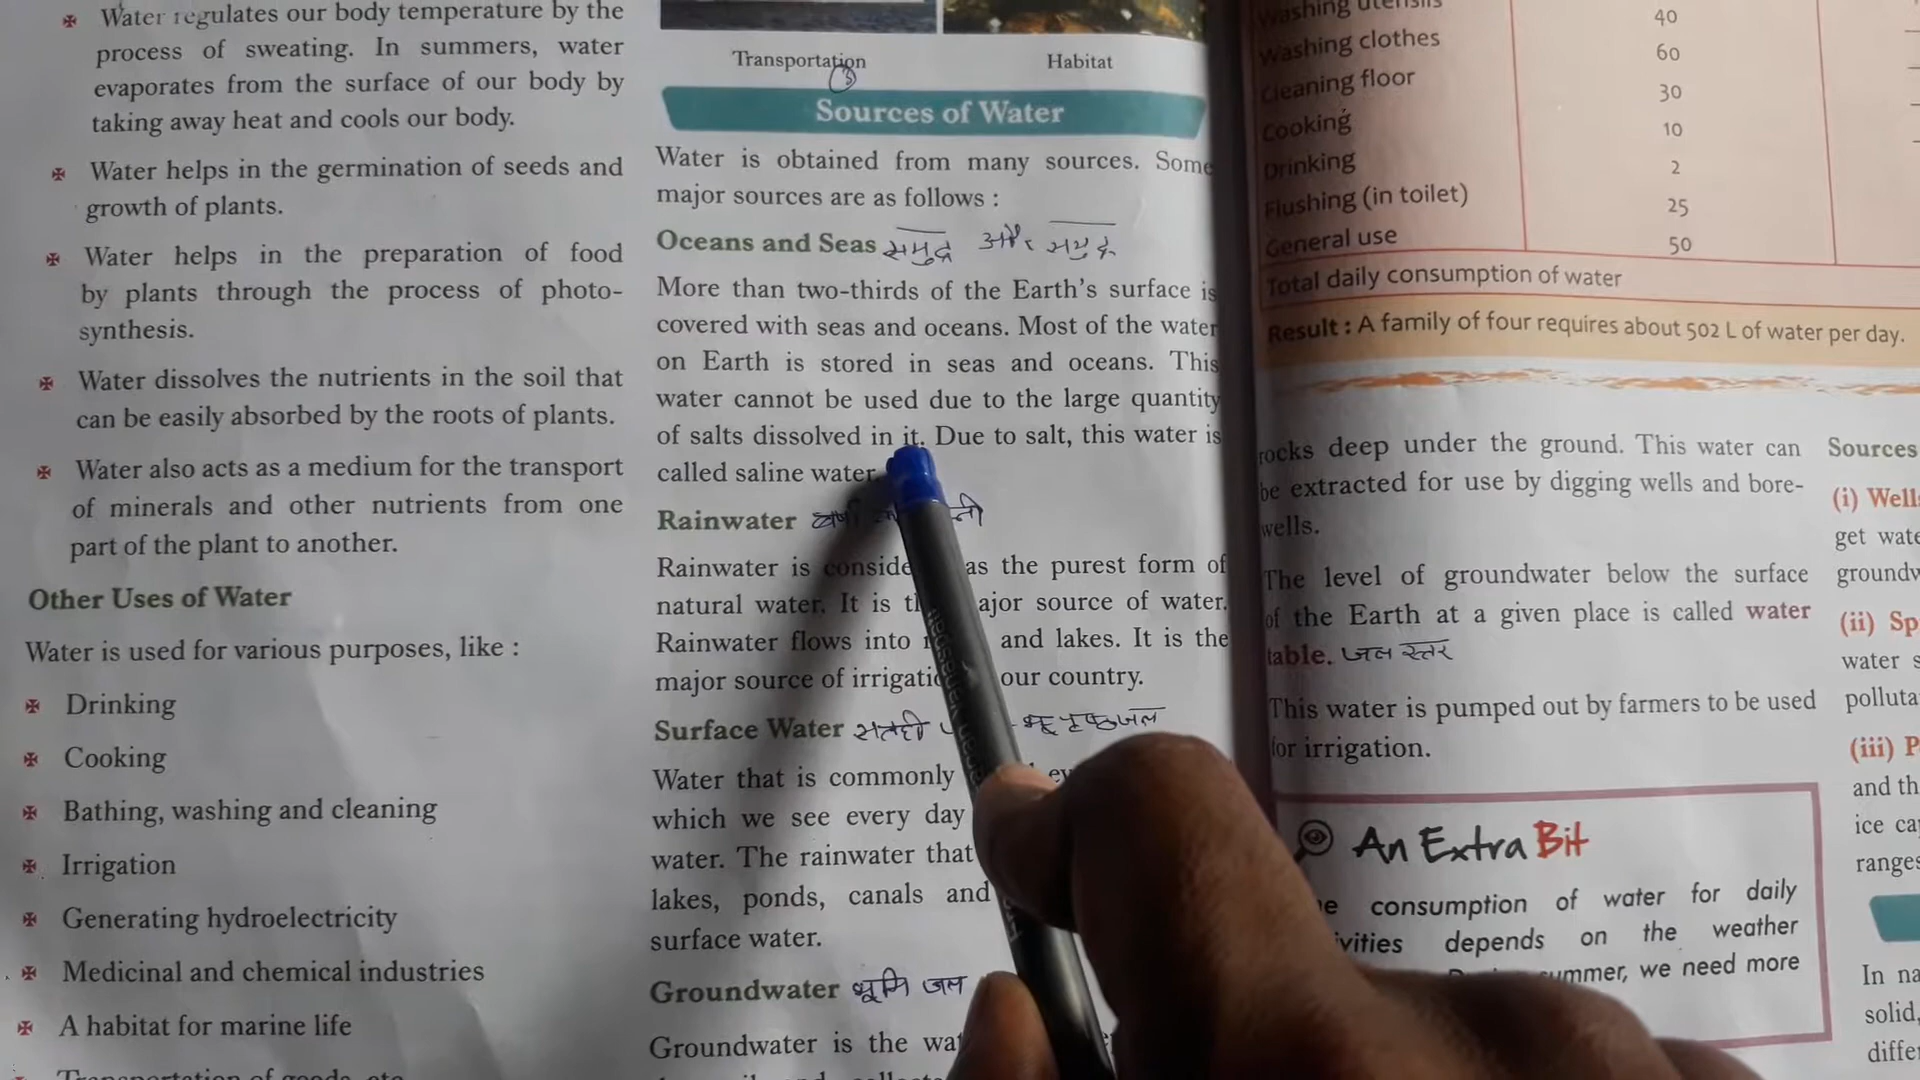 Water regulates our body temperature by the
process of sweating. In summers, water
evaporates from the surface of our body by
taking away heat and cools our body.
Water helps in the germination of seeds and
growth of plants.
Water helps in the preparation of food
by plants through the process of photo-
synthesis.
Water dissolves the nutrients in the soil that
can be easily absorbed by the roots of plants.
Water also acts as a medium for the transport
of minerals and other nutrients from one
part of the plant to another.
Other Uses of Water
Water is used for various purposes, like :
Drinking
Cooking
Bathing, washing and cleaning
Irrigation
Generating hydroelectricity
Medicinal and chemical industries
A habitat for marine life
Transportation of goods, etc.
Transportation
Habitat
Sources of Water
Water is obtained from many sources. Some
major sources are as follows :
Oceans and Seas समुद्र और समुद्र
More than two-thirds of the Earth's surface is
covered with seas and oceans. Most of the water
on Earth is stored in seas and oceans. This
water cannot be used due to the large quantity
of salts dissolved in it. Due to salt, this water is
called saline water.
Rainwater
Rainwater is as the purest form of
natural water. It is source of water.
Rainwater flows into and lakes. It is the
major source of our country.
Surface Water सतही
Water that is commonly
which we see every day
water. The rainwater that
lakes, ponds, canals and
surface water.
Groundwater भूमि जल
Groundwater is the
Washing utensils 40
Washing clothes 60
Cleaning floor 30
Cooking 10
Drinking 2
Flushing (in toilet) 25
General use 50
Total daily consumption of water
Result : A family of four requires about 502 L of water per day.
rocks deep under the ground. This water can
be extracted for use by digging wells and bore-
wells.
The level of groundwater below the surface
of the Earth at a given place is called water
table. जल स्तर
This water is pumped out by farmers to be used
for irrigation.
An Extra Bit
consumption of water for daily
depends on the weather
summer, we need more
Sources
(i) Wells
get
(ii)
water
(iii)
and
ice
ranges
In
solid,